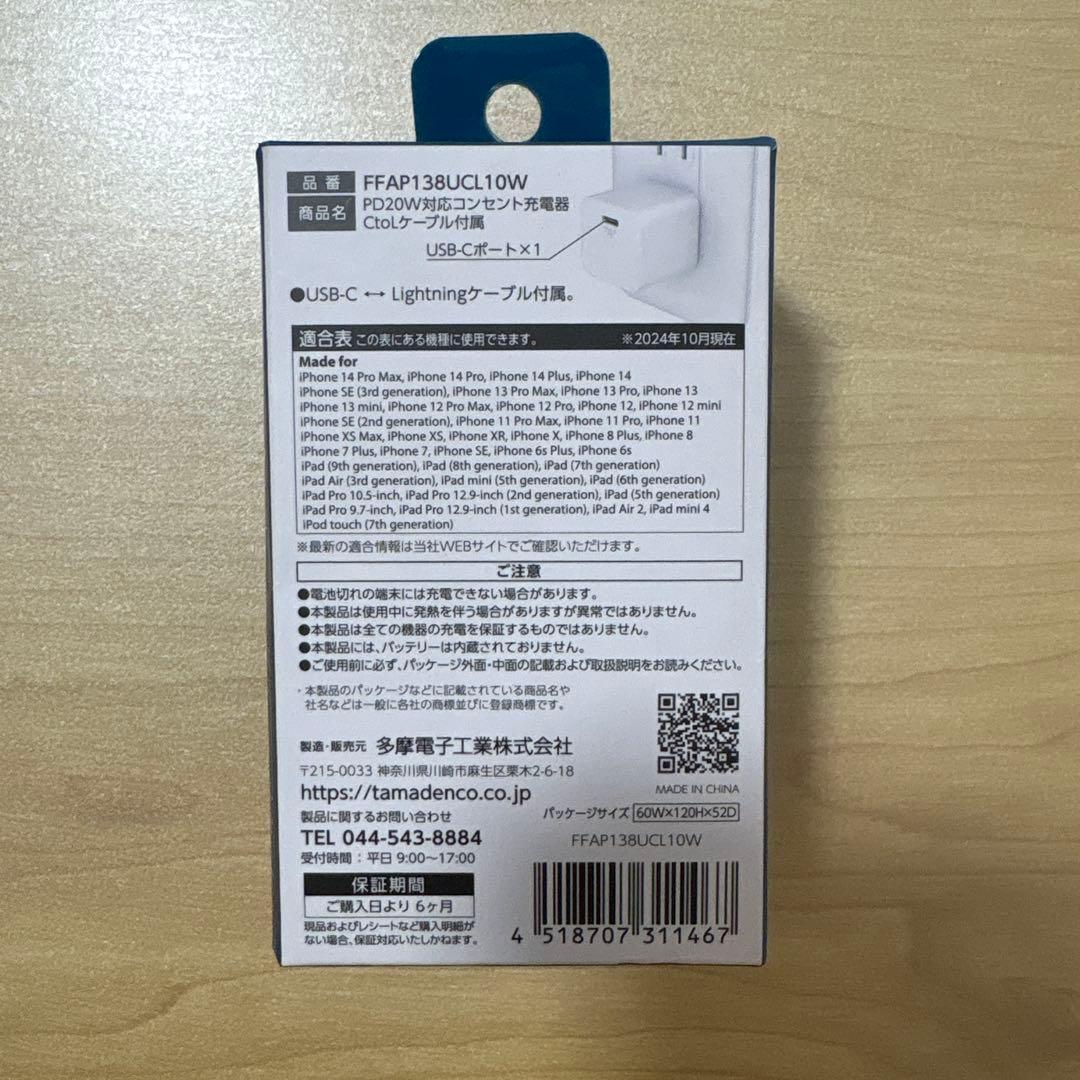 品番 FFAP138UCL10W
商品名 PD20W対応コンセント充電器
CtoLケーブル付属
USB-Cポート×1
●USB-C ↔ Lightningケーブル付属。
適合表 この表にある機種に使用できます。 ※2024年10月現在
Made for
iPhone 14 Pro Max, iPhone 14 Pro, iPhone 14 Plus, iPhone 14
iPhone SE (3rd generation), iPhone 13 Pro Max, iPhone 13 Pro, iPhone 13
iPhone 13 mini, iPhone 12 Pro Max, iPhone 12 Pro, iPhone 12, iPhone 12 mini
iPhone SE (2nd generation), iPhone 11 Pro Max, iPhone 11 Pro, iPhone 11
iPhone XS Max, iPhone XS, iPhone XR, iPhone X, iPhone 8 Plus, iPhone 8
iPhone 7 Plus, iPhone 7, iPhone SE, iPhone 6s Plus, iPhone 6s
iPad (9th generation), iPad (8th generation), iPad (7th generation)
iPad Air (3rd generation), iPad mini (5th generation), iPad (6th generation)
iPad Pro 10.5-inch, iPad Pro 12.9-inch (2nd generation), iPad (5th generation)
iPad Pro 9.7-inch, iPad Pro 12.9-inch (1st generation), iPad Air 2, iPad mini 4
iPod touch (7th generation)
※最新の適合情報は当社WEBサイトでご確認いただけます。
ご注意
●電池切れの端末には充電できない場合があります。
●本製品は使用中に発熱を伴う場合がありますが異常ではありません。
●本製品は全ての機器の充電を保証するものではありません。
●本製品には、バッテリーは内蔵されておりません。
●ご使用前に必ず、パッケージ外面・中面の記載および取扱説明をお読みください。
・本製品のパッケージなどに記載されている商品名や
社名などは一般に各社の商標並びに登録商標です。
製造・販売元 多摩電子工業株式会社
〒215-0033 神奈川県川崎市麻生区栗木2-6-18
https://tamadenco.co.jp
製品に関するお問い合わせ
TEL 044-543-8884
受付時間:平日 9:00〜17:00
保証期間
ご購入日より 6ヶ月
現品およびレシートなど購入明細が
ない場合、保証対応いたしかねます。
MADE IN CHINA
パッケージサイズ 60W×120H×52D
FFAP138UCL10W
4 518707 311467